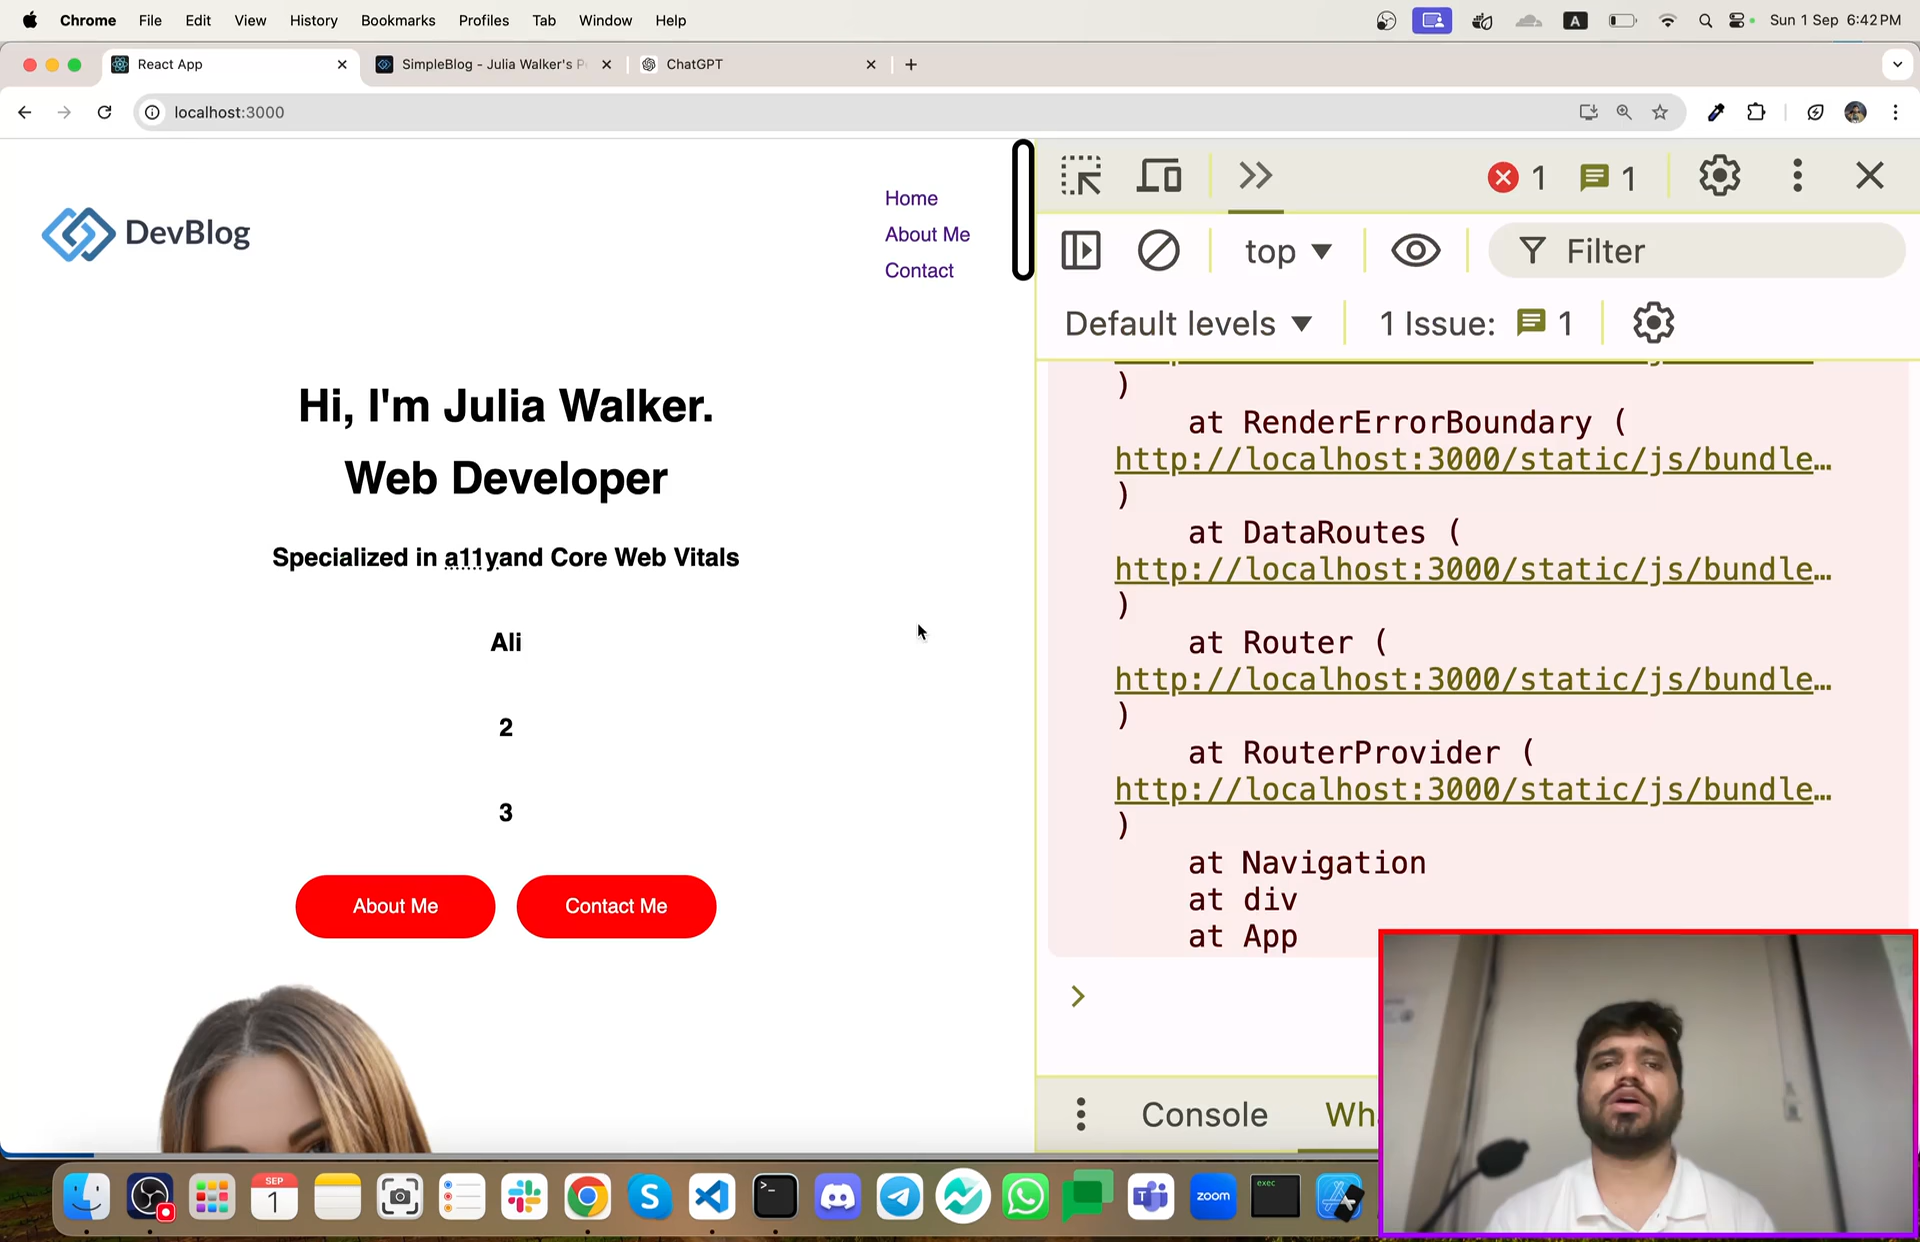 Chrome File Edit View History Bookmarks Profiles Tab Window Help A Sun 1 Sep 6:42 PM
React App SimpleBlog - Julia Walker's P ChatGPT
localhost:3000
DevBlog
Home
About Me
Contact
Hi, I'm Julia Walker.
Web Developer
Specialized in a11yand Core Web Vitals
Ali
2
3
About Me Contact Me
1 1
top Filter
Default levels 1 Issue: 1
)
at RenderErrorBoundary (
http://localhost:3000/static/js/bundle…
)
at DataRoutes (
http://localhost:3000/static/js/bundle…
)
at Router (
http://localhost:3000/static/js/bundle…
)
at RouterProvider (
http://localhost:3000/static/js/bundle…
)
at Navigation
at div
at App
>
Console Wh
SEP
1
zoom
exec